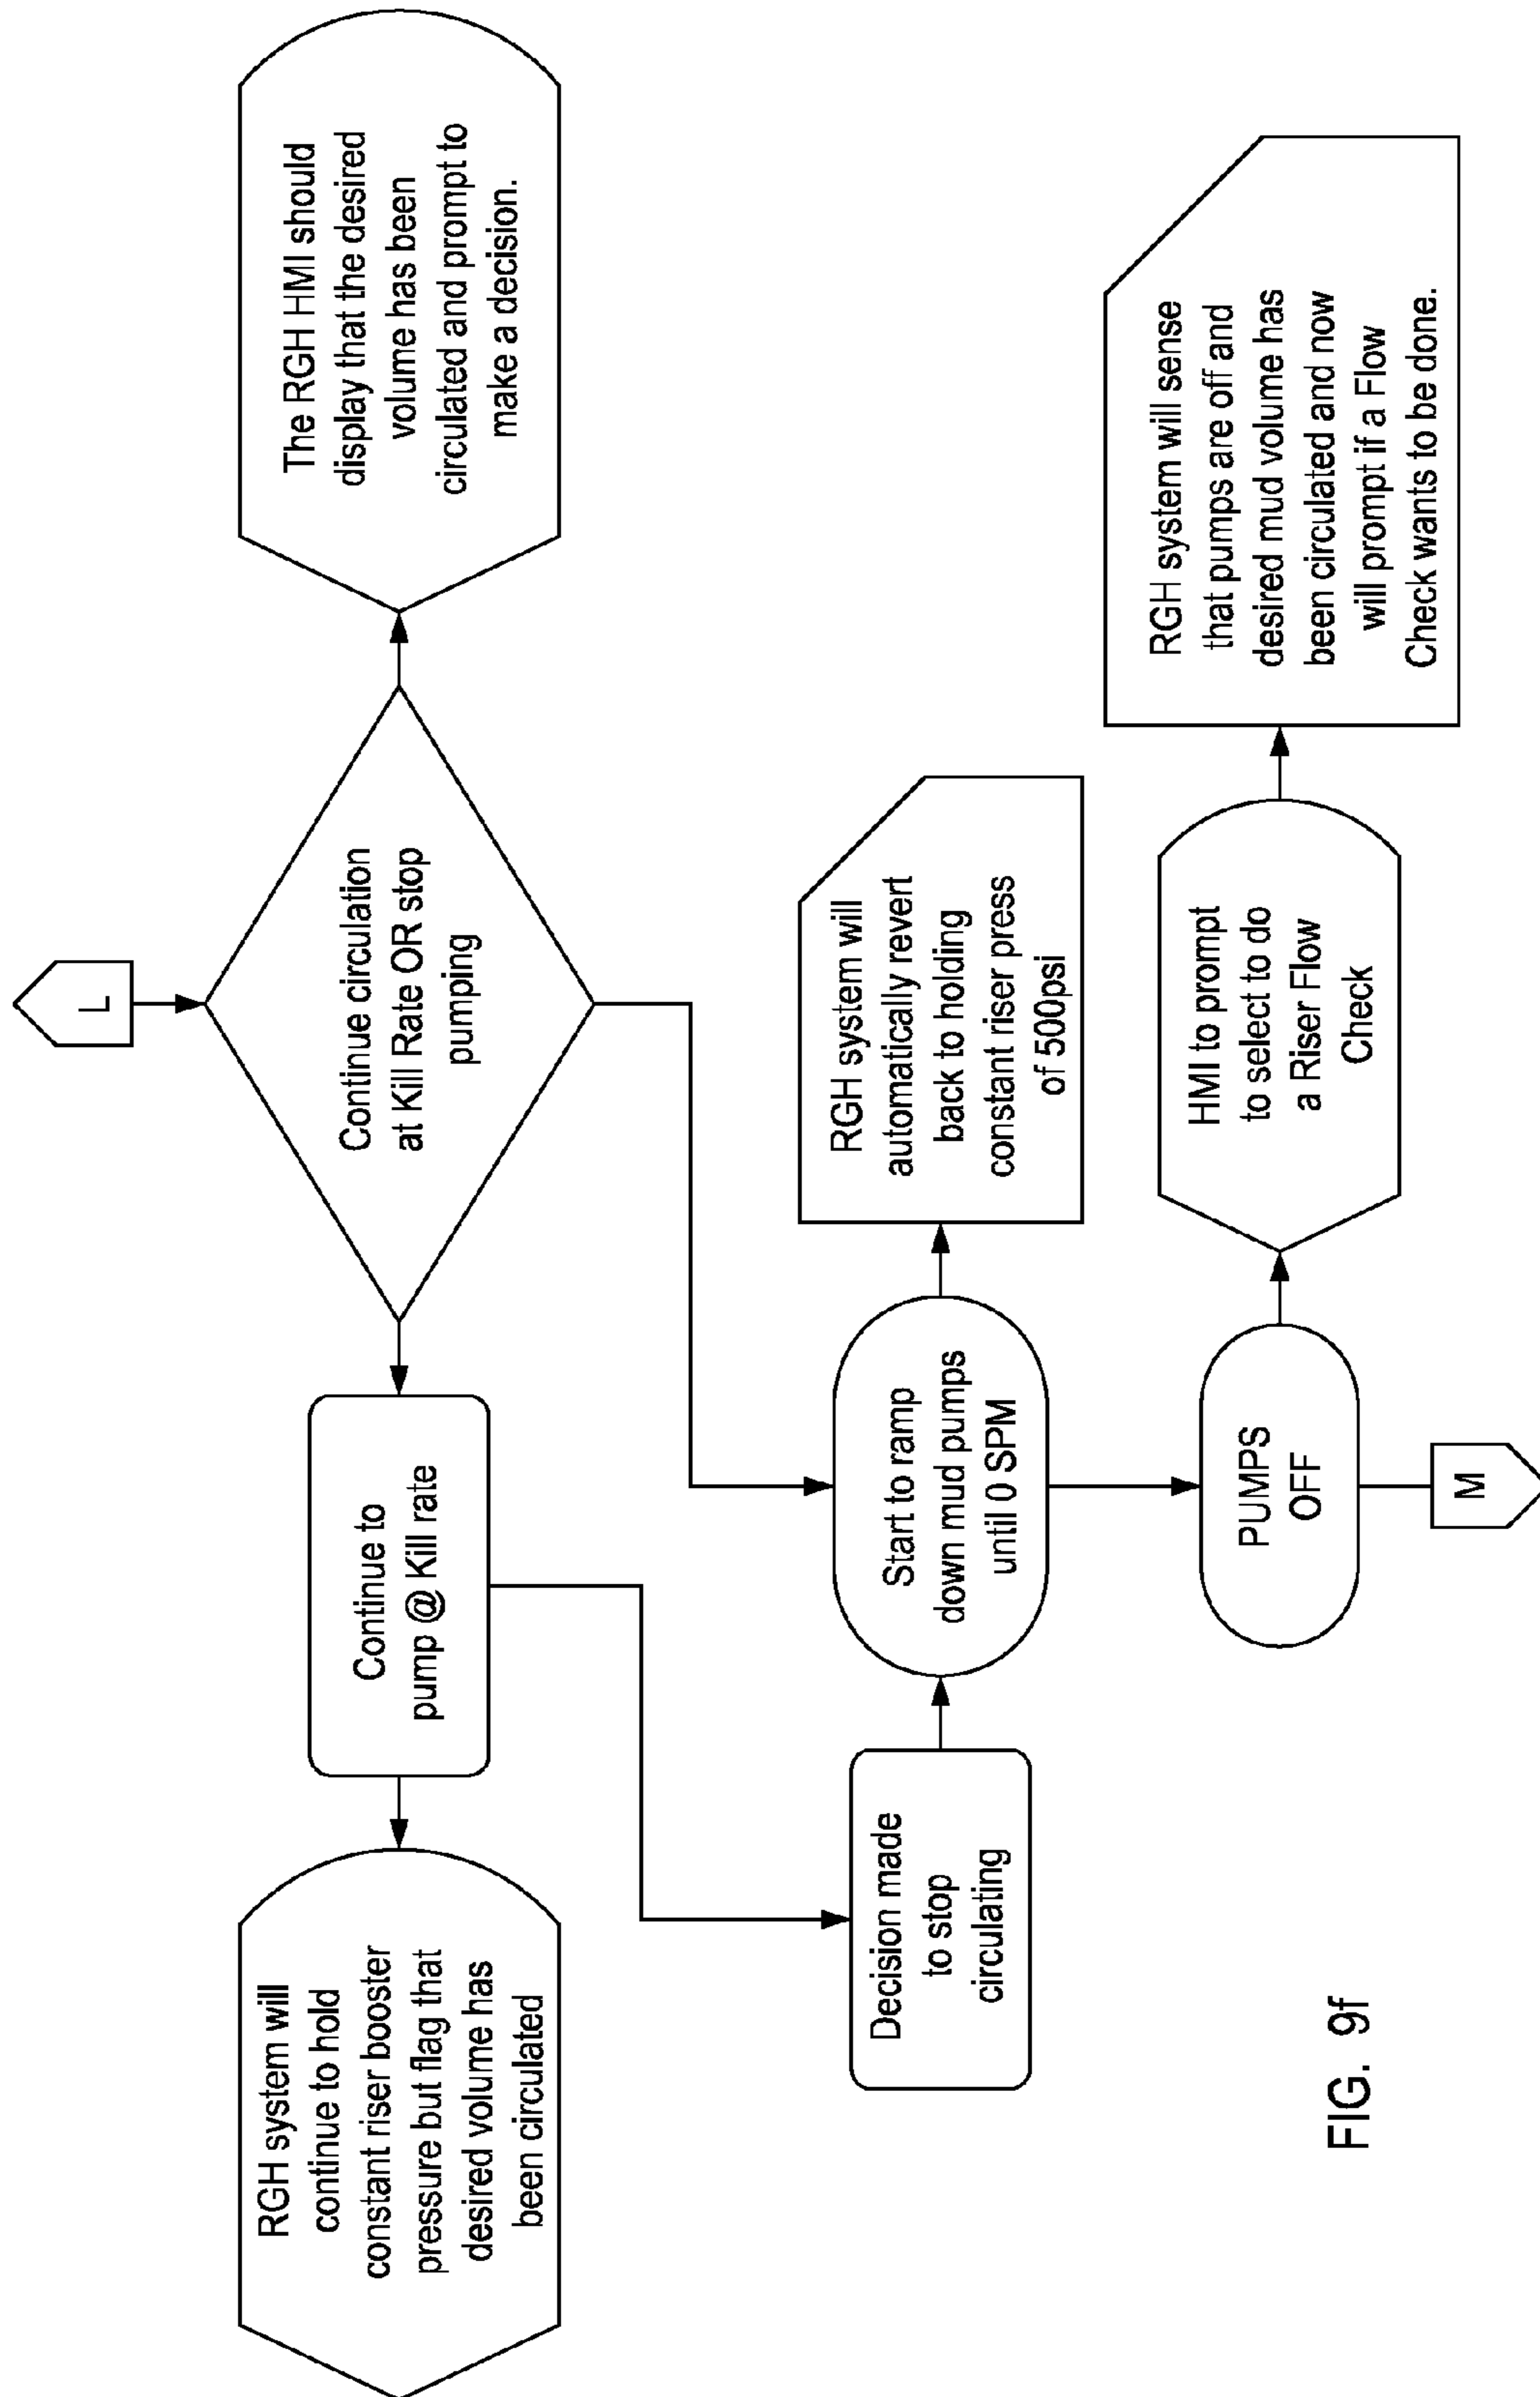 L
Continue circulation
at Kill Rate OR stop
pumping
The RGH HMI should
display that the desired
volume has been
circulated and prompt to
make a decision.
Continue to
pump @ Kill rate
RGH system will
continue to hold
constant riser booster
pressure but flag that
desired volume has
been circulated
Decision made
to stop
circulating
Start to ramp
down mud pumps
until 0 SPM
RGH system will
automatically revert
back to holding
constant riser press
of 500psi
PUMPS
OFF
HMI to prompt
to select to do
a Riser Flow
Check
RGH system will sense
that pumps are off and
desired mud volume has
been circulated and now
will prompt if a Flow
Check wants to be done.
M
FIG. 9f